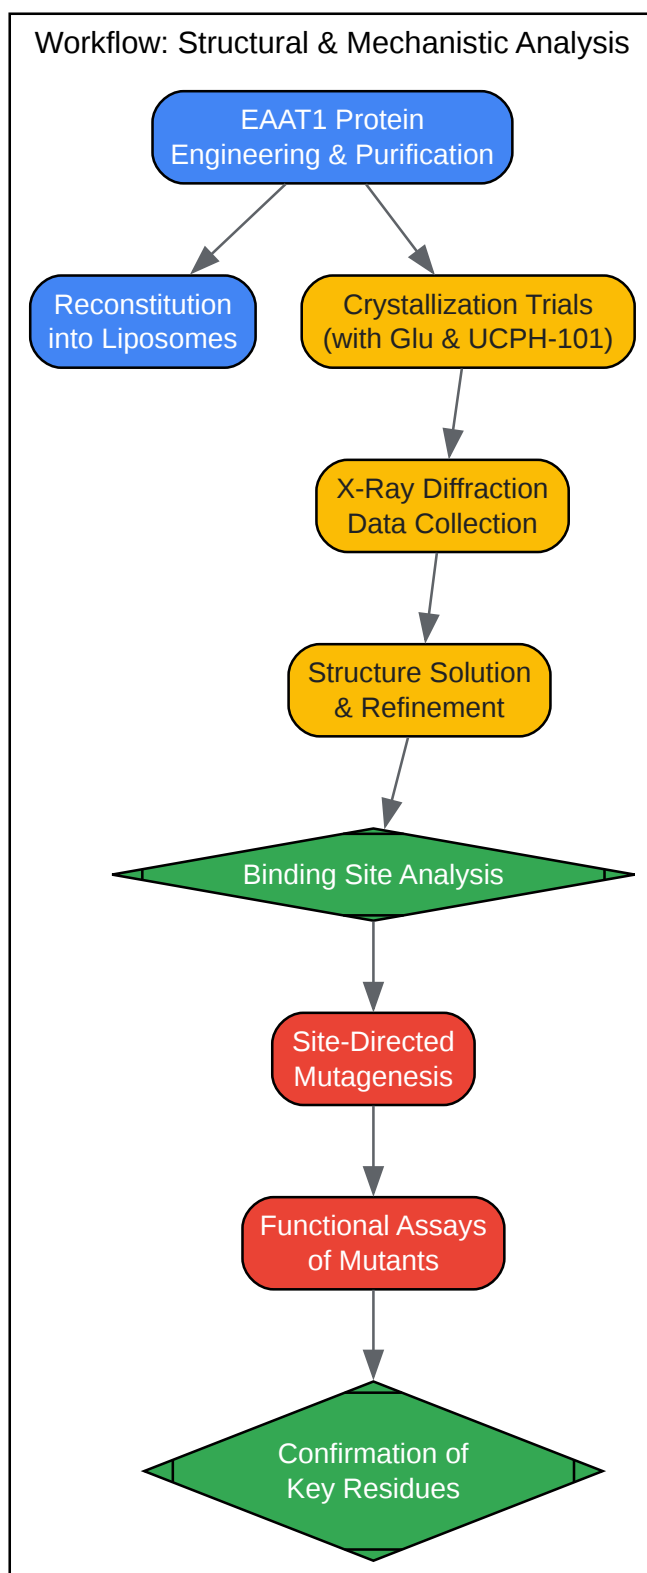 Workflow: Structural & Mechanistic Analysis
EAAT1 Protein
Engineering & Purification
Reconstitution
into Liposomes
Crystallization Trials
(with Glu & UCPH-101)
X-Ray Diffraction
Data Collection
Structure Solution
& Refinement
Binding Site Analysis
Site-Directed
Mutagenesis
Functional Assays
of Mutants
Confirmation of
Key Residues